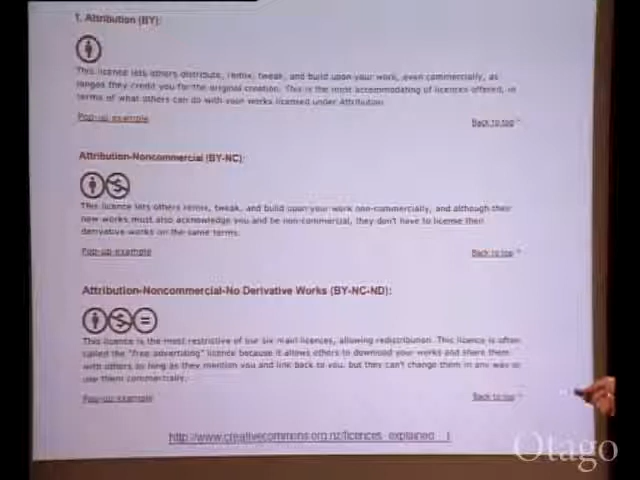 1. Attribution (BY):
This licence lets others distribute, remix, tweak, and build upon your work, even commercially, as
longas they credit you for the original creation. This is the most accommodating of licences offered, in
terms of what others can do with your works licensed under Attribution.
Pop-up example
Back to top ^
Attribution-Noncommercial (BY-NC):
This licence lets others remix, tweak, and build upon your work non-commercially, and although their
new works must also acknowledge you and be non-commercial, they don't have to license their
derivative works on the same terms.
Pop-up example
Back to top ^
Attribution-Noncommercial-No Derivative Works (BY-NC-ND):
This licence is the most restrictive of our six main licences, allowing redistribution. This licence is often
called the "free advertising" licence because it allows others to download your works and share them
with others as long as they mention you and link back to you, but they can't change them in any way or
use them commercially.
Pop-up example
Back to top ^
http://www.creativecommons.org.nz/licences_explained
Otago